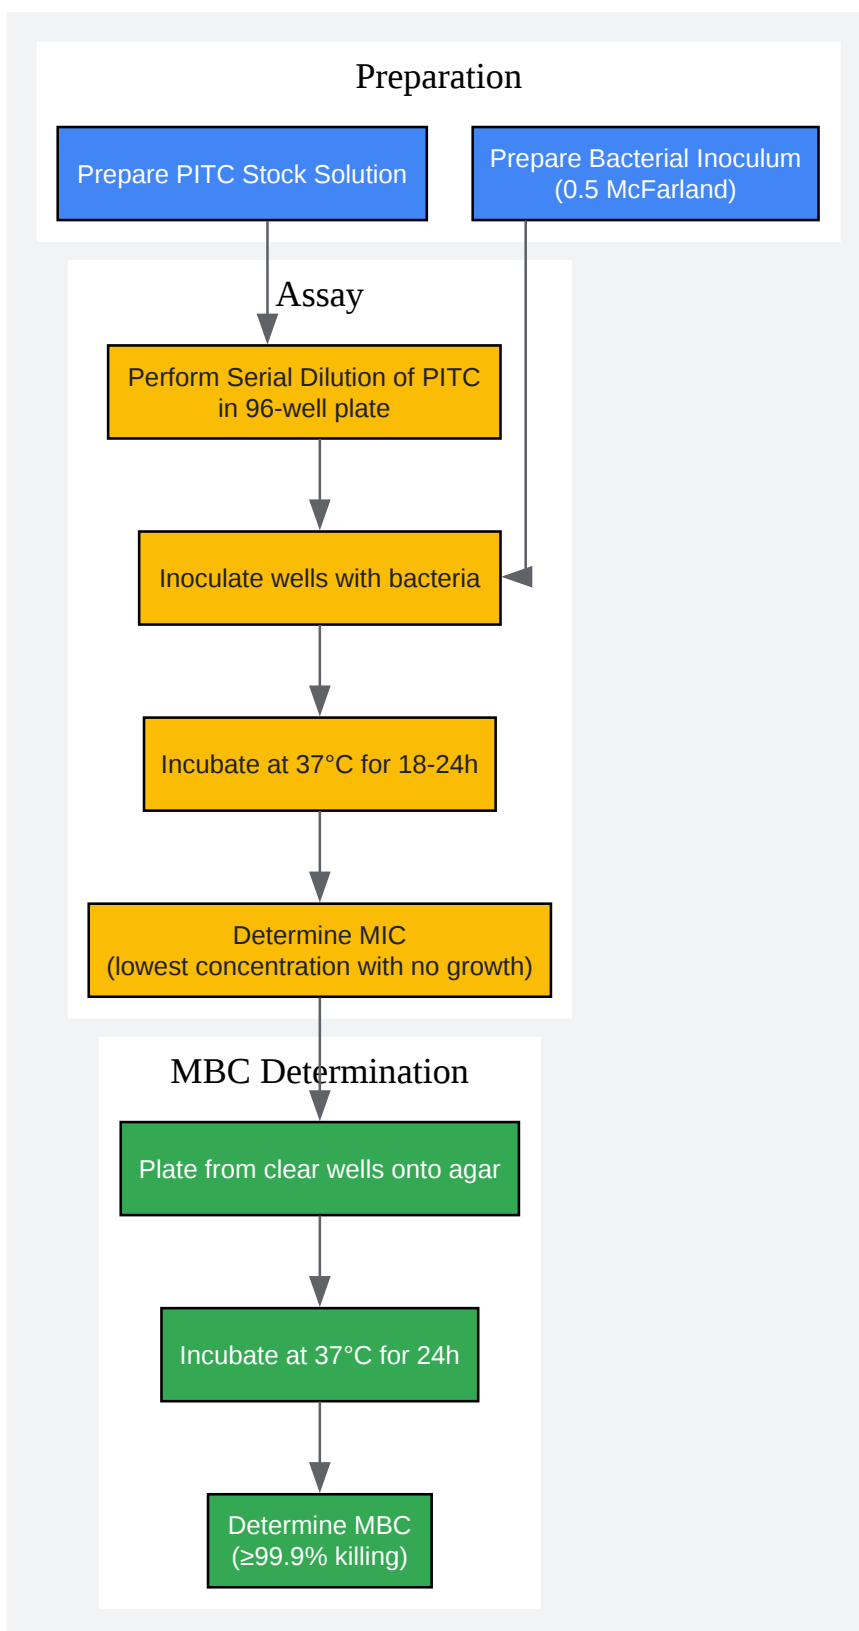 Preparation
Prepare PITC Stock Solution
Prepare Bacterial Inoculum
(0.5 McFarland)
Assay
Perform Serial Dilution of PITC
in 96-well plate
Inoculate wells with bacteria
Incubate at 37°C for 18-24h
Determine MIC
(lowest concentration with no growth)
MBC Determination
Plate from clear wells onto agar
Incubate at 37°C for 24h
Determine MBC
(≥99.9% killing)